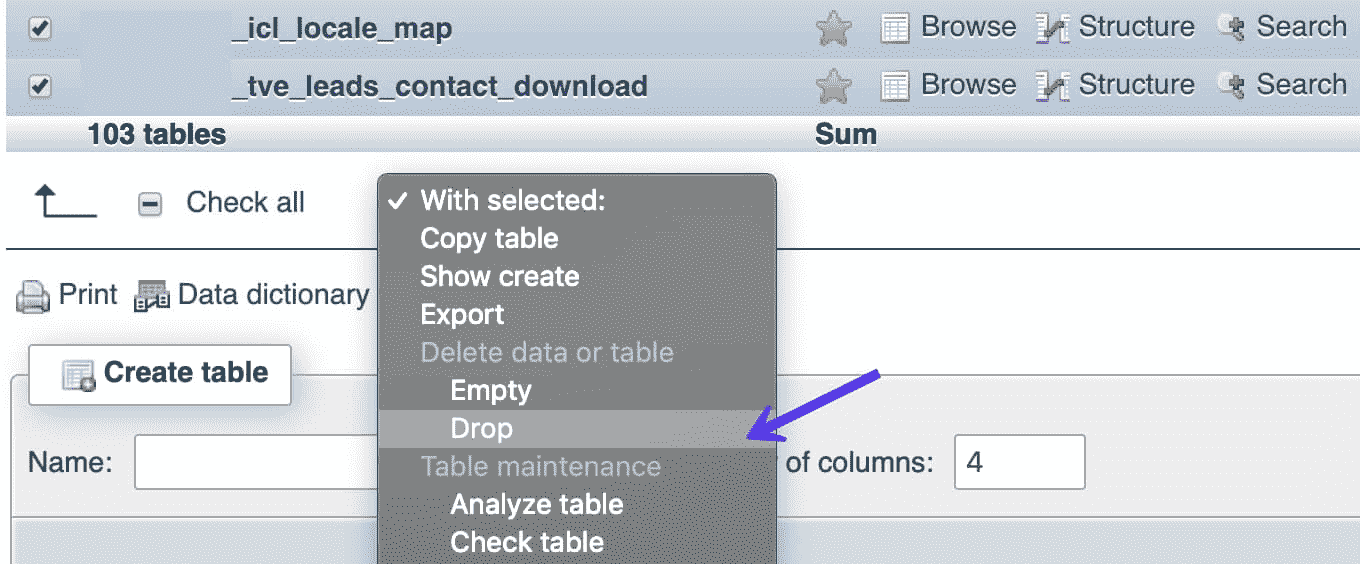 _icl_locale_map Browse Structure Search
_tve_leads_contact_download Browse Structure Search
103 tables Sum
Check all
With selected:
Copy table
Show create
Export
Print Data dictionary
Delete data or table
Create table
Empty
Drop
Name: of columns: 4
Table maintenance
Analyze table
Check table